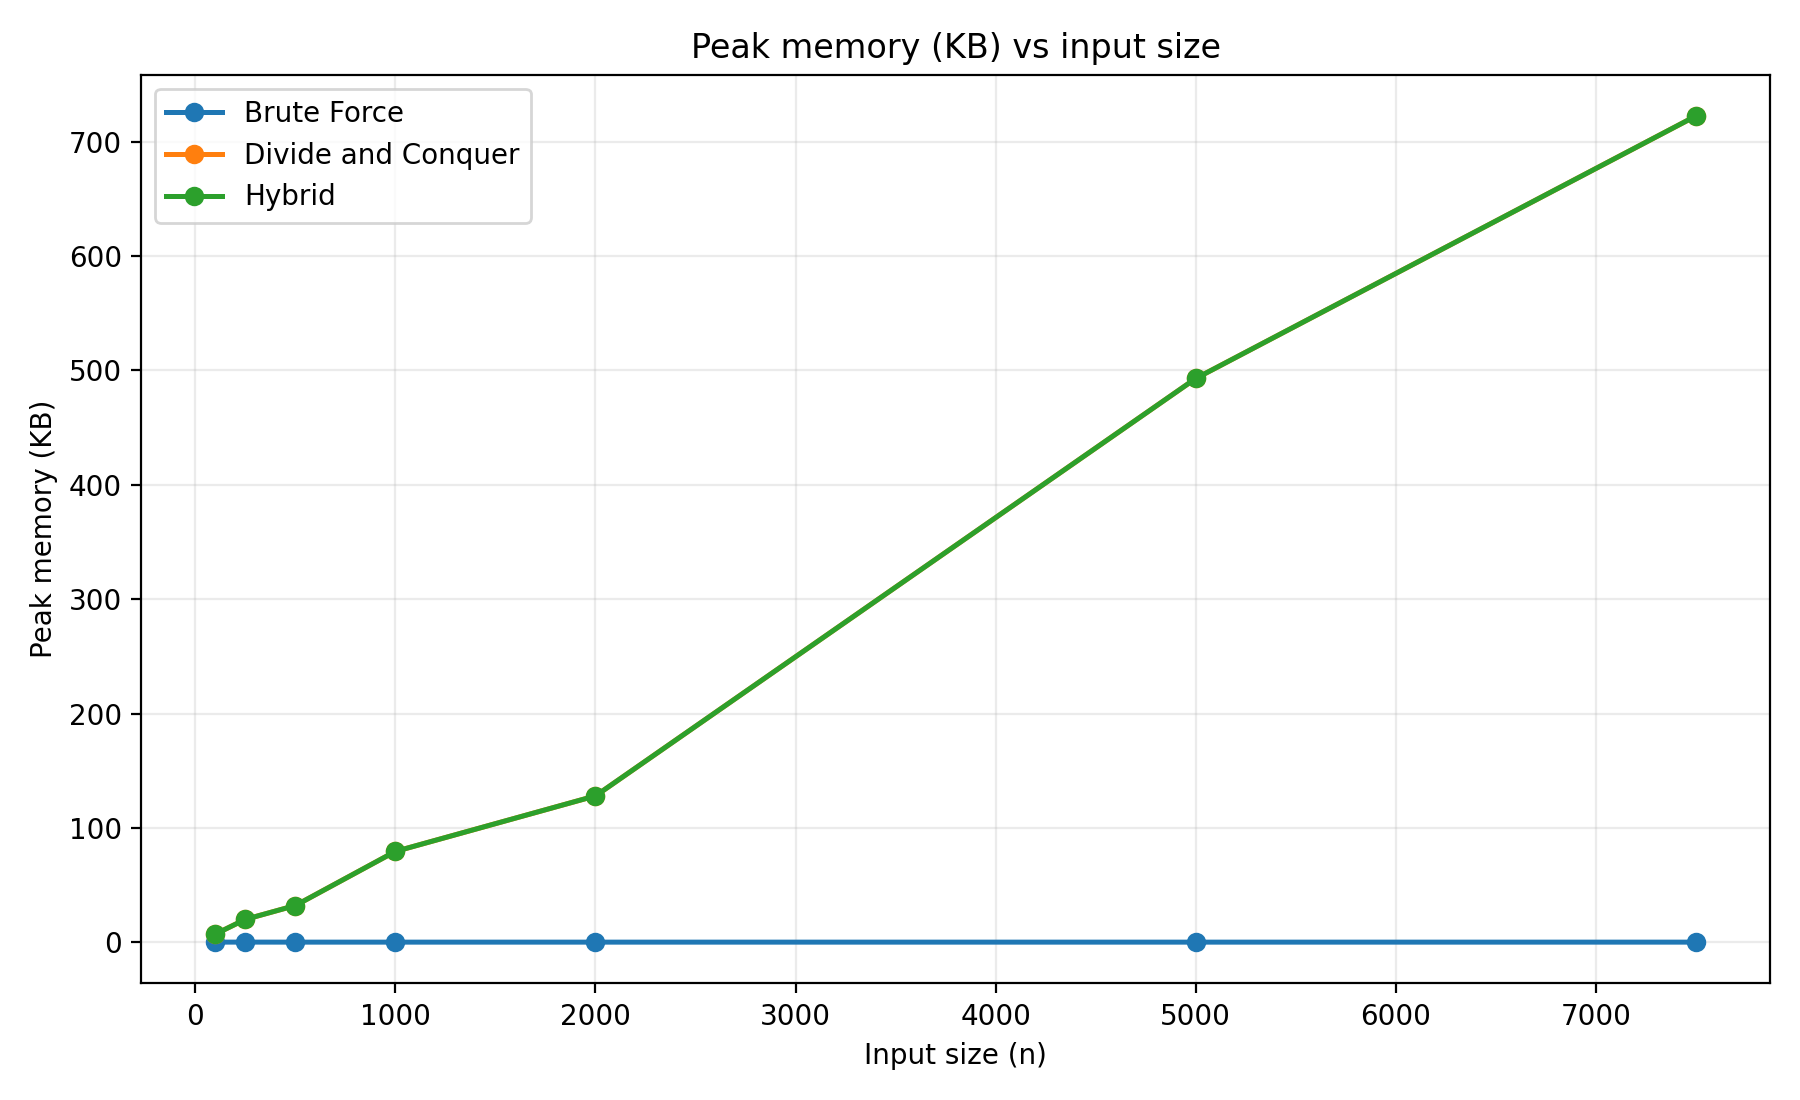 Peak memory (KB) vs input size
Brute Force
Divide and Conquer
Hybrid
Peak memory (KB)
700
600
500
400
300
200
100
0
0 1000 2000 3000 4000 5000 6000 7000
Input size (n)